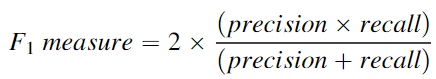 F₁ measure = 2 × (precision × recall) / (precision + recall)